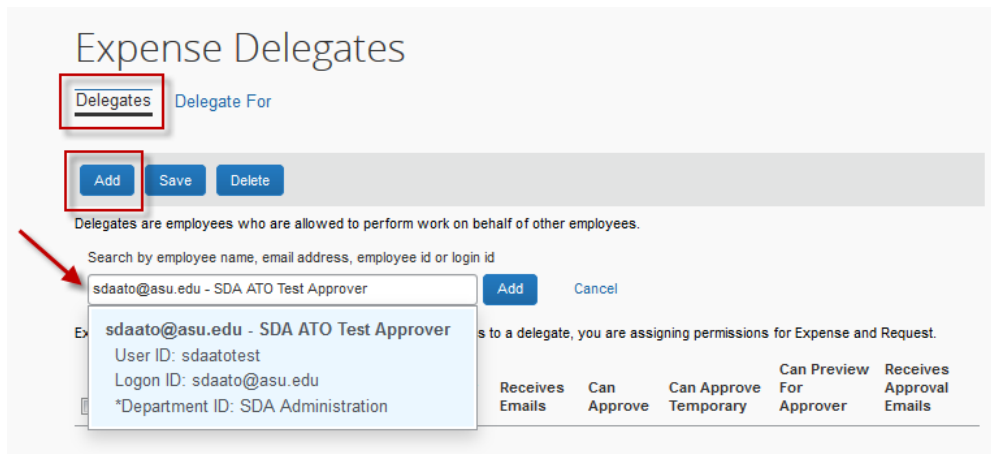 Expense Delegates
Delegates Delegate For
Add Save Delete
Delegates are employees who are allowed to perform work on behalf of other employees.
Search by employee name, email address, employee id or login id
sdaato@asu.edu - SDA ATO Test Approver Add Cancel
sdaato@asu.edu - SDA ATO Test Approver
s to a delegate, you are assigning permissions for Expense and Request.
User ID: sdaatotest
Logon ID: sdaato@asu.edu
*Department ID: SDA Administration
Receives Emails
Can Approve
Can Approve Temporary
Can Preview For Approver
Receives Approval Emails